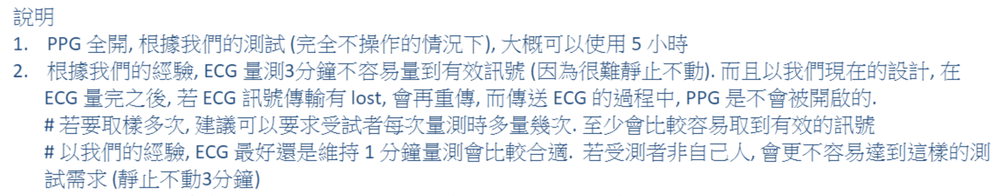 說明
1. PPG 全開, 根據我們的測試 (完全不操作的情況下), 大概可以使用 5 小時
2. 根據我們的經驗, ECG 量測3分鐘不容易量到有效訊號 (因為很難靜止不動). 而且以我們現在的設計, 在
ECG 量完之後, 若 ECG 訊號傳輸有 lost, 會再重傳, 而傳送 ECG 的過程中, PPG 是不會被開啟的.
# 若要取樣多次, 建議可以要求受試者每次量測時多量幾次. 至少會比較容易取到有效的訊號
# 以我們的經驗, ECG 最好還是維持 1 分鐘量測會比較合適. 若受測者非自己人, 會更不容易達到這樣的測
試需求 (靜止不動3分鐘)